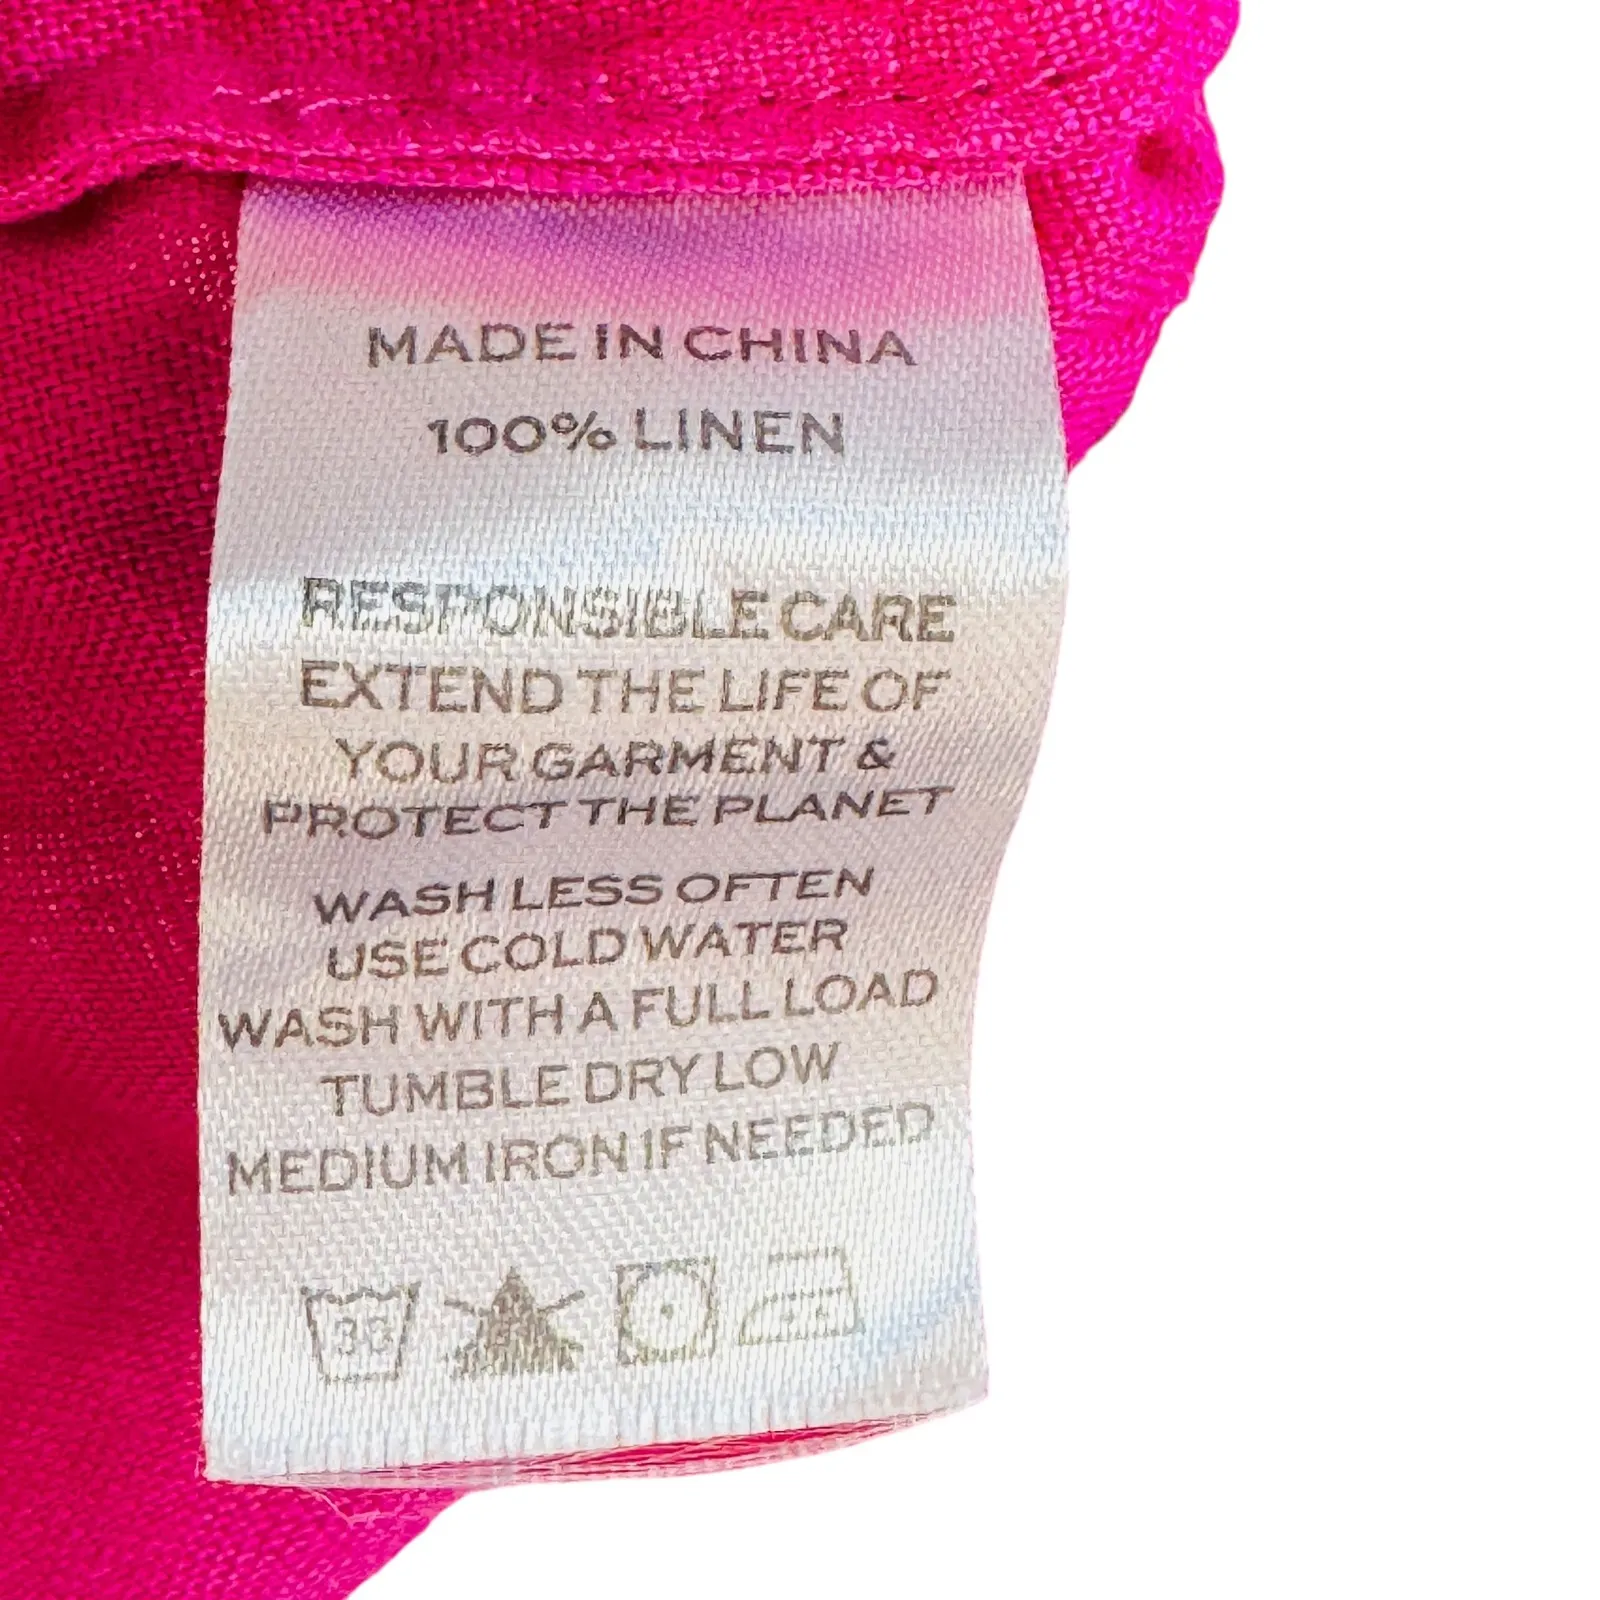 MADE IN CHINA
100% LINEN
RESPONSIBLE CARE
EXTEND THE LIFE OF
YOUR GARMENT &
PROTECT THE PLANET
WASH LESS OFTEN
USE COLD WATER
WASH WITH A FULL LOAD
TUMBLE DRY LOW
MEDIUM IRON IF NEEDED